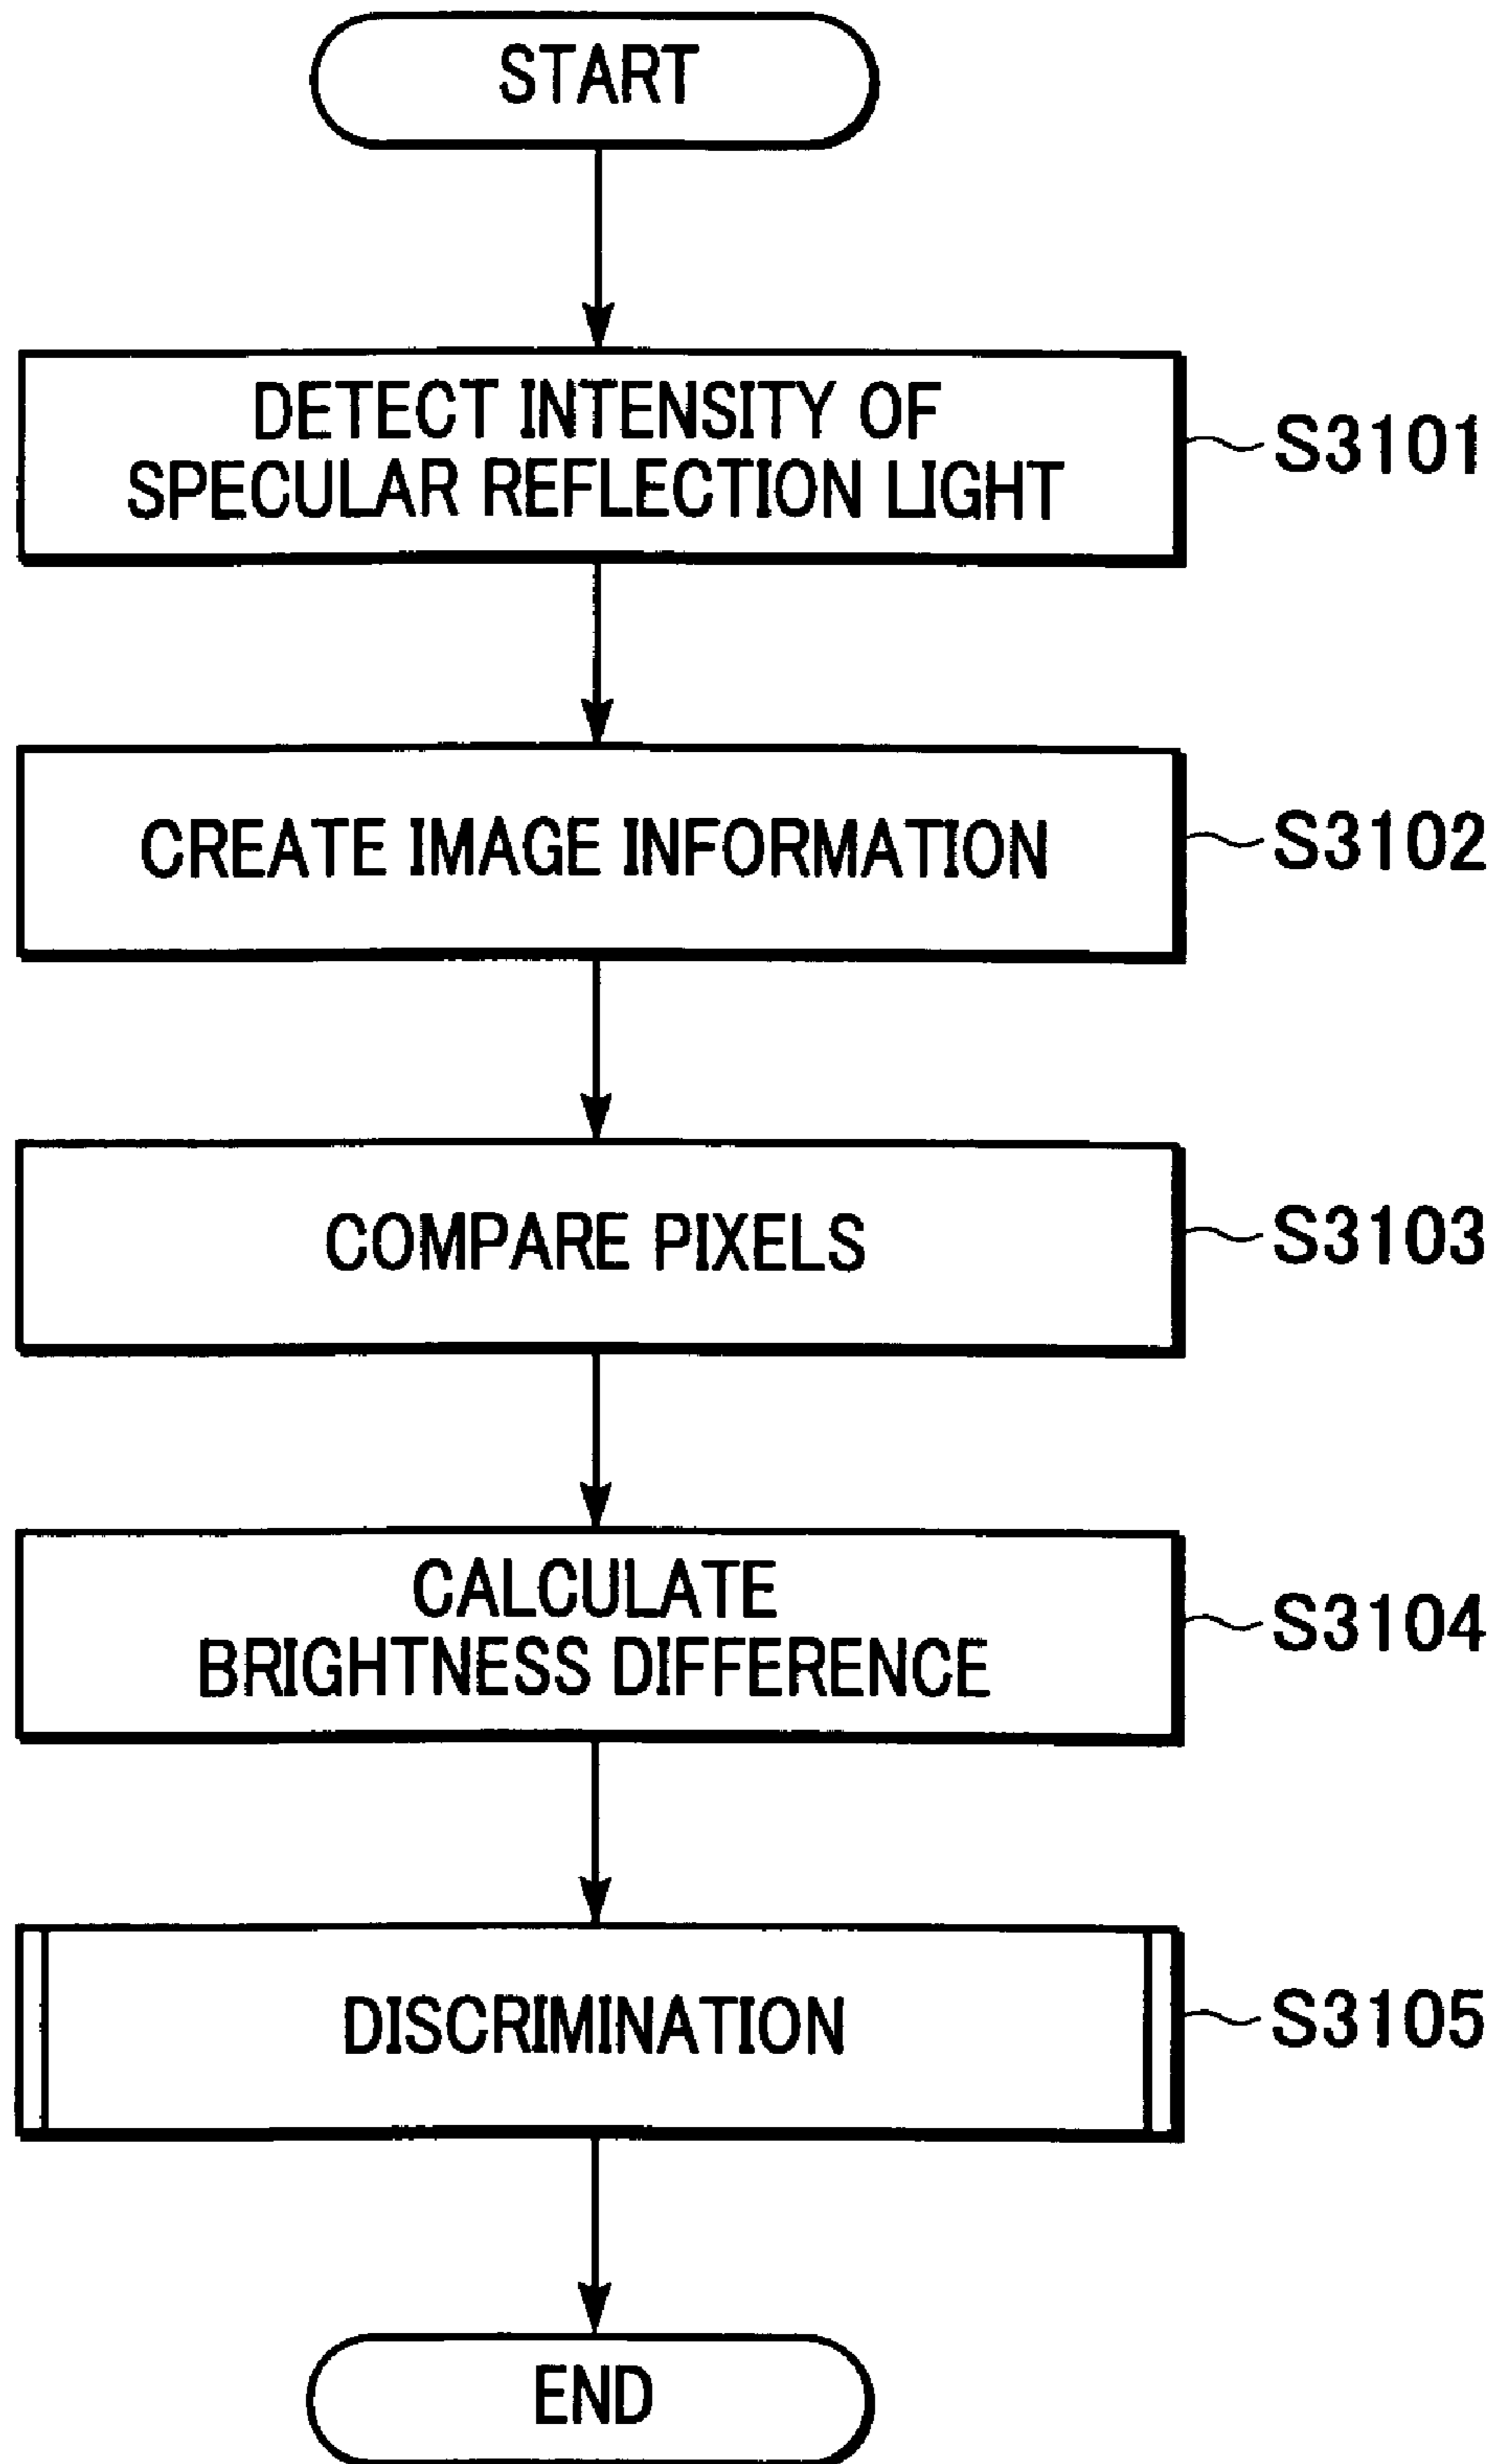 START
DETECT INTENSITY OF
SPECULAR REFLECTION LIGHT
S3101
CREATE IMAGE INFORMATION
S3102
COMPARE PIXELS
S3103
CALCULATE
BRIGHTNESS DIFFERENCE
S3104
DISCRIMINATION
S3105
END